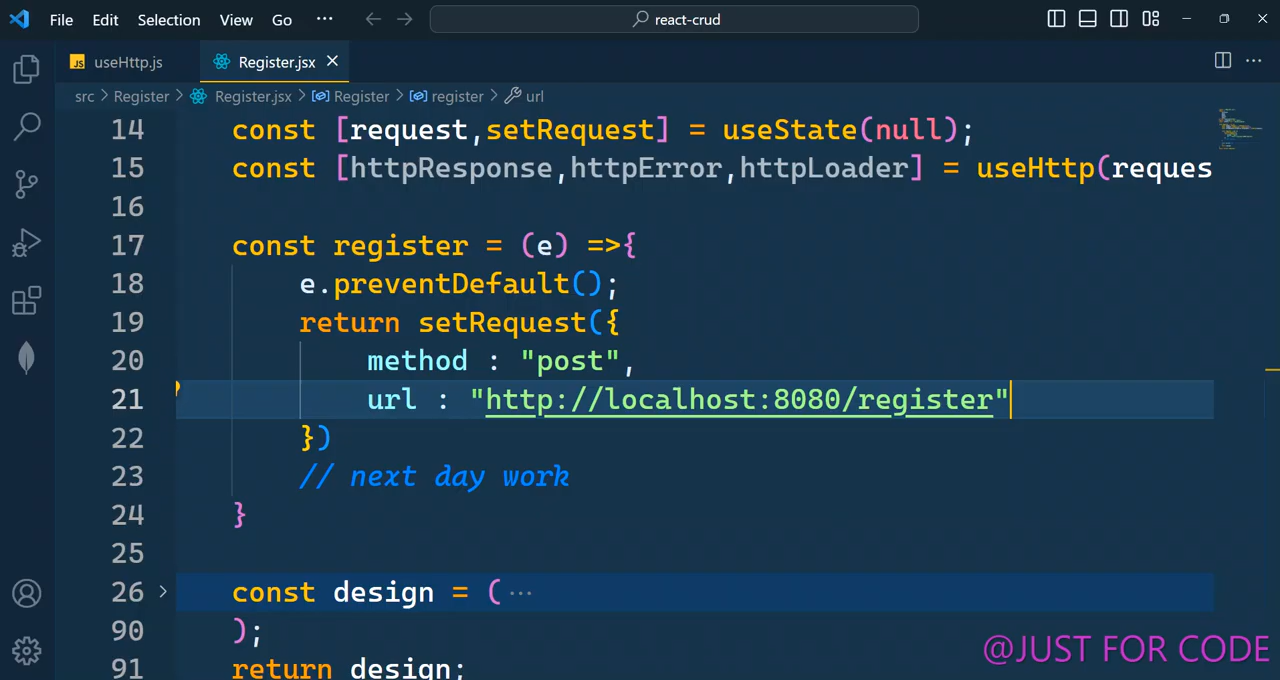 File Edit Selection View Go ··· react-crud
JS useHttp.js Register.jsx
src > Register > Register.jsx > Register > register > url
14 const [request,setRequest] = useState(null);
15 const [httpResponse,httpError,httpLoader] = useHttp(reques
16
17 const register = (e) =>{
18 e.preventDefault();
19 return setRequest({
20 method : "post",
21 url : "http://localhost:8080/register"
22 })
23 // next day work
24 }
25
26 const design = (···
90 );
91 return design;
@JUST FOR CODE